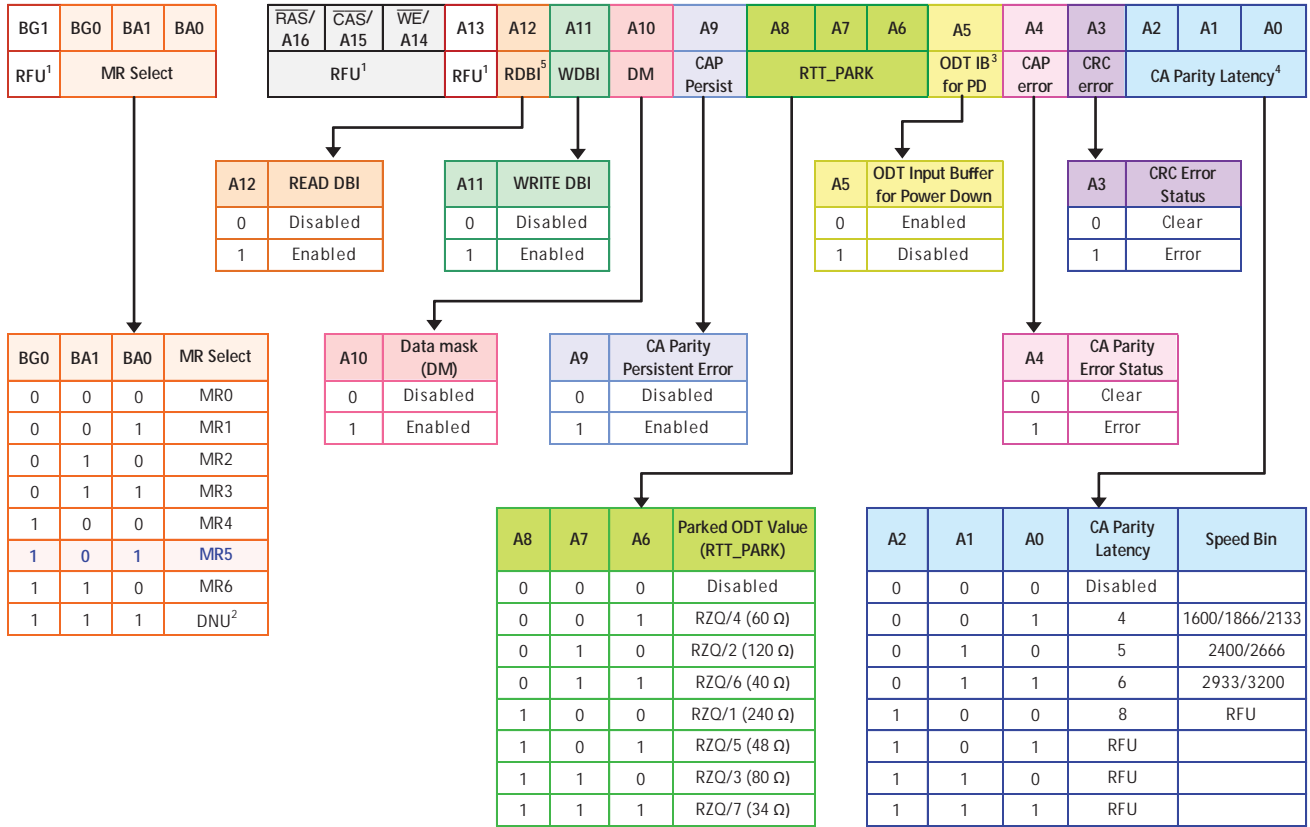 BG1 BG0 BA1 BA0 RAS/ A16 CAS/ A15 WE/ A14 A13 A12 A11 A10 A9 A8 A7 A6 A5 A4 A3 A2 A1 A0
RFU¹ MR Select RFU¹ RFU¹ RDBI⁵ WDBI DM CAP Persist RTT_PARK ODT IB³ for PD CAP error CRC error CA Parity Latency⁴
A12 READ DBI
0 Disabled
1 Enabled
A11 WRITE DBI
0 Disabled
1 Enabled
A5 ODT Input Buffer for Power Down
0 Enabled
1 Disabled
A3 CRC Error Status
0 Clear
1 Error
BG0 BA1 BA0 MR Select
0 0 0 MR0
0 0 1 MR1
0 1 0 MR2
0 1 1 MR3
1 0 0 MR4
1 0 1 MR5
1 1 0 MR6
1 1 1 DNU²
A10 Data mask (DM)
0 Disabled
1 Enabled
A9 CA Parity Persistent Error
0 Disabled
1 Enabled
A4 CA Parity Error Status
0 Clear
1 Error
A8 A7 A6 Parked ODT Value (RTT_PARK)
0 0 0 Disabled
0 0 1 RZQ/4 (60 Ω)
0 1 0 RZQ/2 (120 Ω)
0 1 1 RZQ/6 (40 Ω)
1 0 0 RZQ/1 (240 Ω)
1 0 1 RZQ/5 (48 Ω)
1 1 0 RZQ/3 (80 Ω)
1 1 1 RZQ/7 (34 Ω)
A2 A1 A0 CA Parity Latency Speed Bin
0 0 0 Disabled
0 0 1 4 1600/1866/2133
0 1 0 5 2400/2666
0 1 1 6 2933/3200
1 0 0 8 RFU
1 0 1 RFU
1 1 0 RFU
1 1 1 RFU